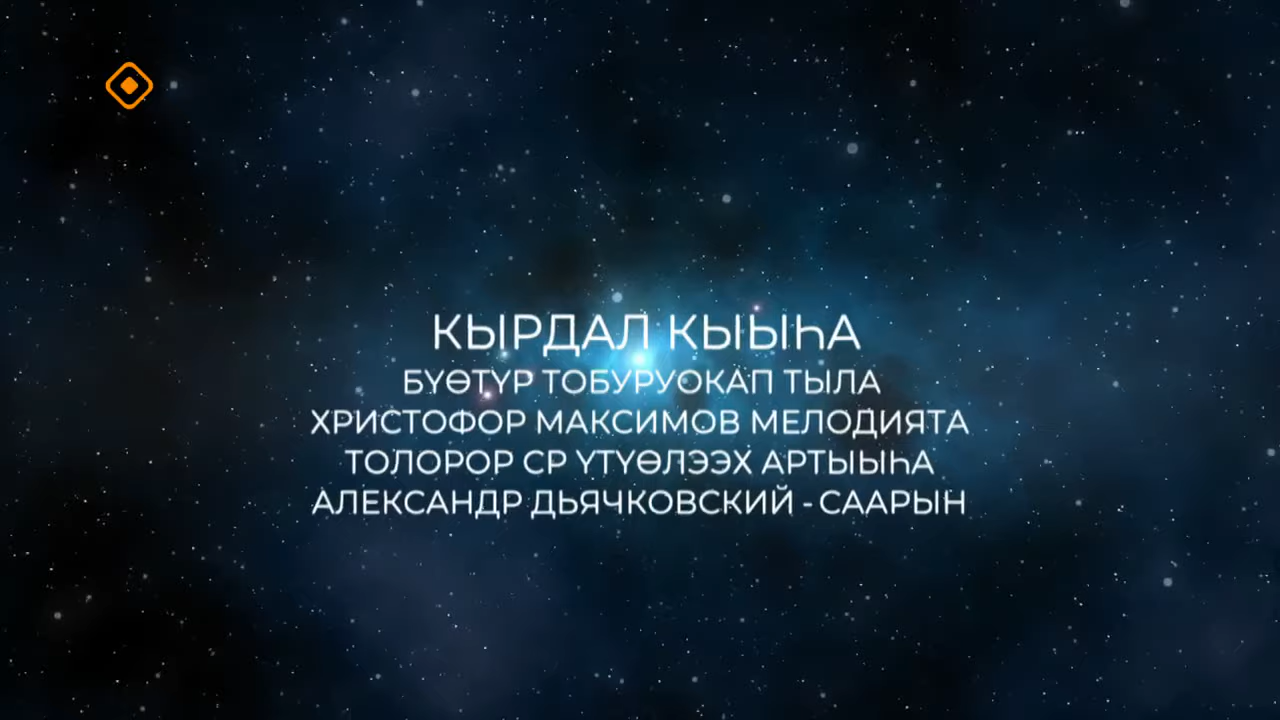 КЫРДАЛ КЫЫҺА
БҮӨТҮР ТОБУРУОКАП ТЫЛА
ХРИСТОФОР МАКСИМОВ МЕЛОДИЯТА
ТОЛОРОР СР ҮТҮӨЛЭЭХ АРТЫЫҺА
АЛЕКСАНДР ДЬЯЧКОВСКИЙ - СААРЫН